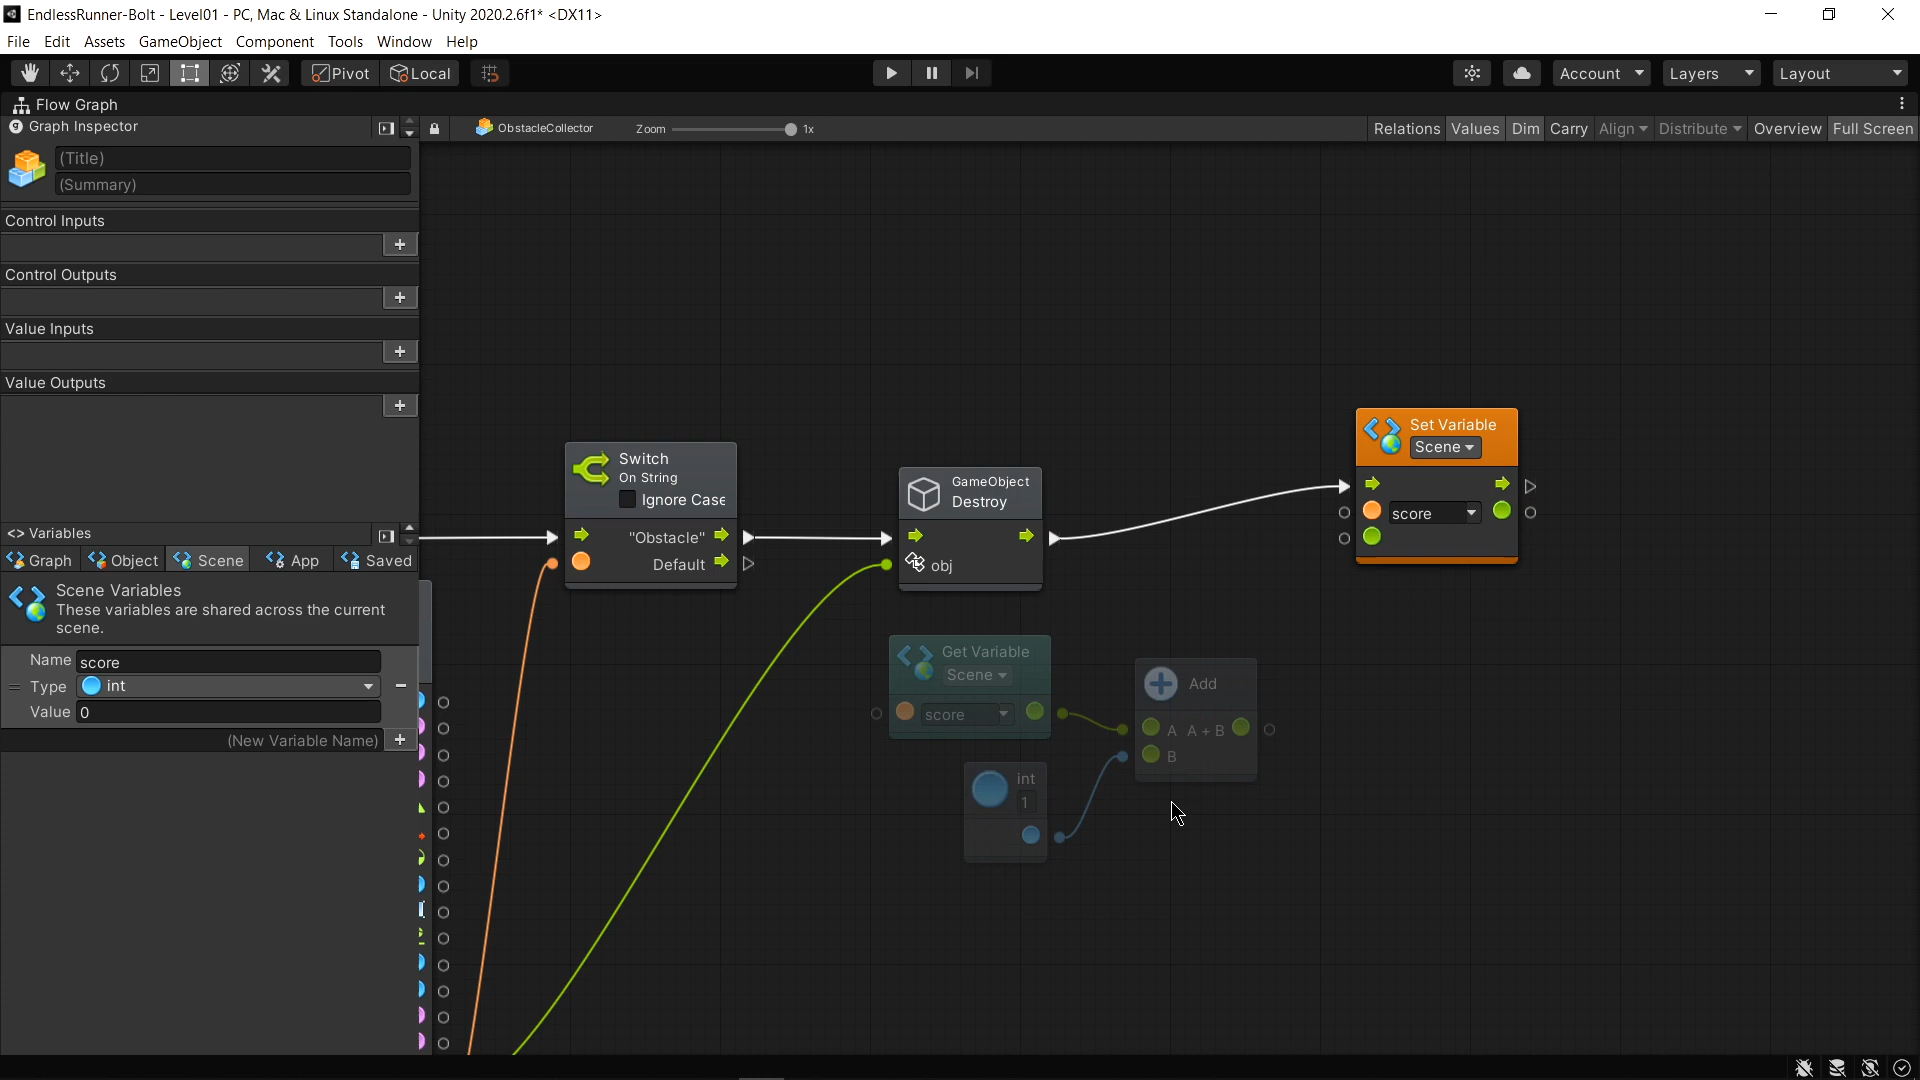 EndlessRunner-Bolt - Level01 - PC, Mac & Linux Standalone - Unity 2020.2.6f1* <DX11>
File Edit Assets GameObject Component Tools Window Help
Pivot Local Account Layers Layout
Flow Graph
Graph Inspector
ObstacleCollector Zoom 1x Relations Values Dim Carry Align Distribute Overview Full Screen
(Title)
(Summary)
Control Inputs
Control Outputs
Value Inputs
Value Outputs
<> Variables
Graph Object Scene App Saved
Scene Variables
These variables are shared across the current
scene.
Name score
Type int
Value 0
(New Variable Name)
Switch
On String
Ignore Case
"Obstacle"
Default
GameObject
Destroy
obj
Set Variable
Scene
score
Get Variable
Scene
score
Add
A A + B
B
int
1